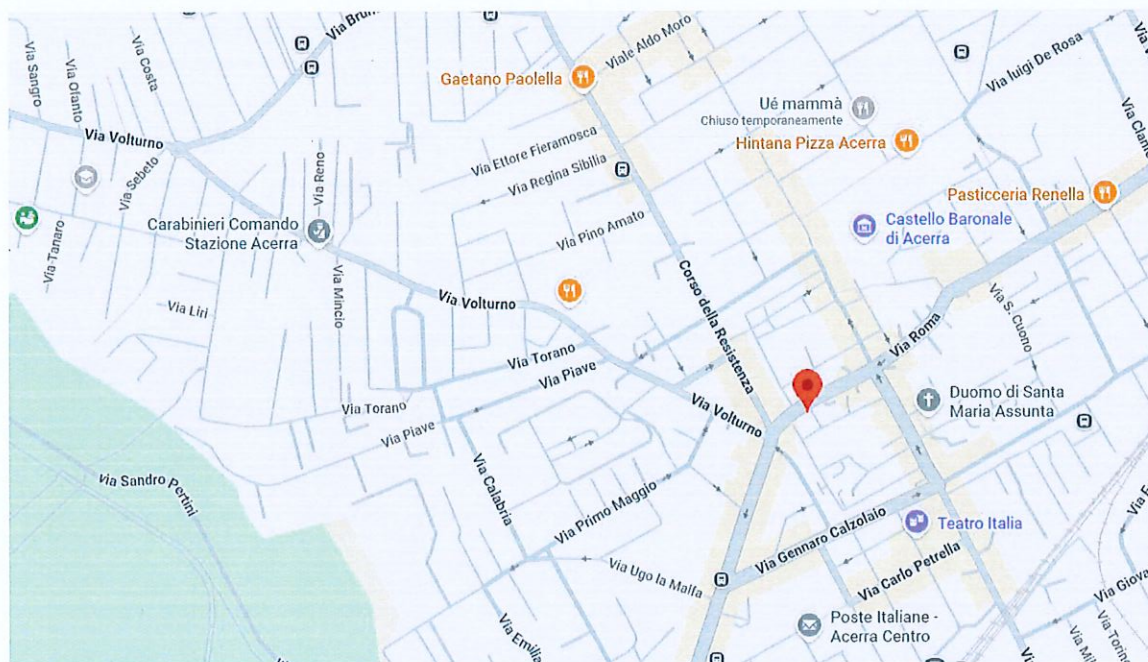 Via Sangro
Via Ofanto
Via Costa
Via Volturno
Via Sebeto
Via Tanaro
Via Reno
Carabinieri Comando
Stazione Acerra
Via Mincio
Via Liri
Gaetano Paolella
Viale Aldo Moro
Ué mammà
Chiuso temporaneamente
Hintana Pizza Acerra
Via luigi De Rosa
Via Ettore Fieramosca
Via Regina Sibilia
Via Pino Amato
Pasticceria Renella
Castello Baronale
di Acerra
Via Volturno
Corso della Resistenza
Via Roma
Via S. Cuono
Via Torano
Via Piave
Via Torano
Via Piave
Via Volturno
Duomo di Santa
Maria Assunta
via Sandro Pertini
Via Calabria
Via Primo Maggio
Via Gennaro Calzolaio
Teatro Italia
Via Ugo la Malfa
Via Carlo Petrella
Via Emilia
Poste Italiane -
Acerra Centro